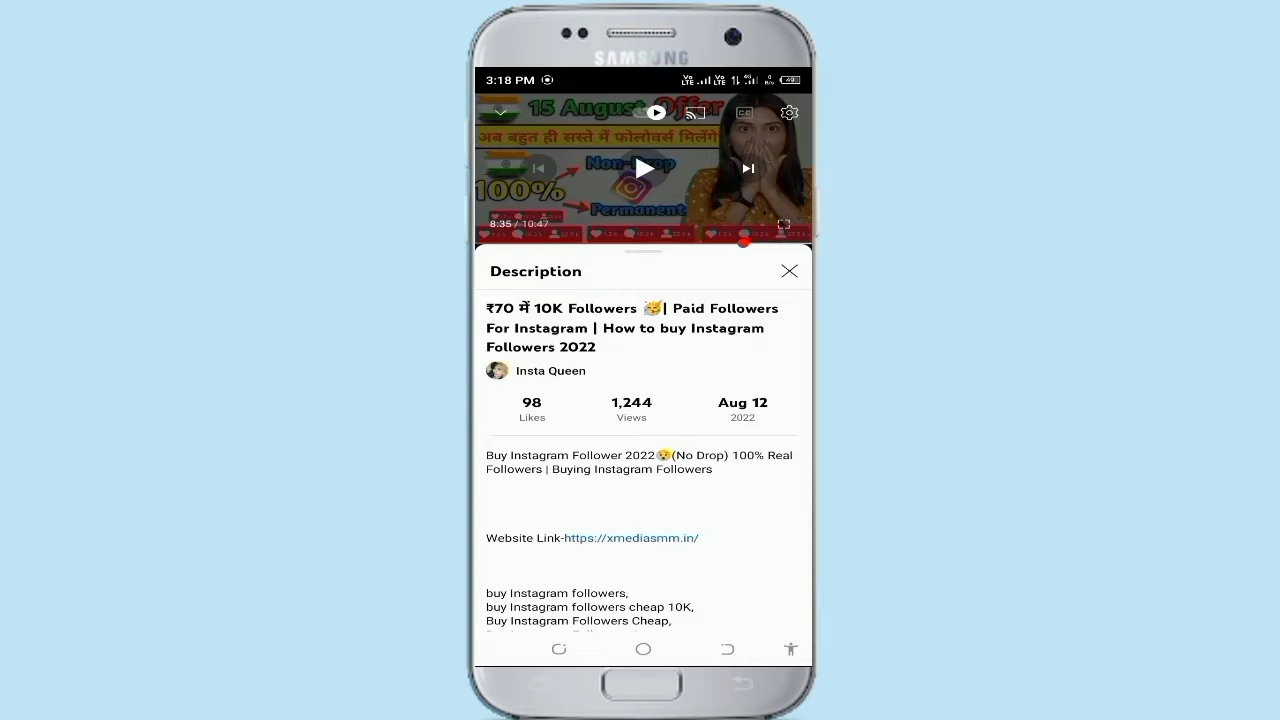 SAMSUNG
3:18 PM
49
15 August Offer
CC
अब बहुत ही सस्ते में फोलोवर्स मिलेंगे
Non-Drop
100%
Permanent
8:35 / 10:47
Description
₹70 में 10K Followers 🥳| Paid Followers
For Instagram | How to buy Instagram
Followers 2022
Insta Queen
98 1,244 Aug 12
Likes Views 2022
Buy Instagram Follower 2022😥(No Drop) 100% Real
Followers | Buying Instagram Followers
Website Link-https://xmediasmm.in/
buy Instagram followers,
buy Instagram followers cheap 10K,
Buy Instagram Followers Cheap,